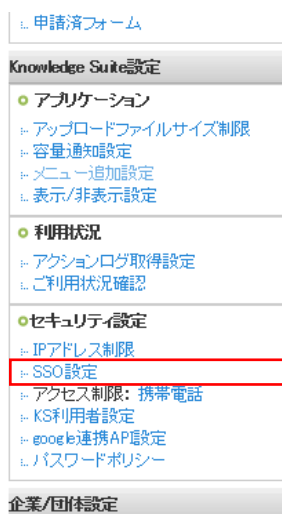 申請済フォーム
Knowledge Suite設定
アプリケーション
アップロードファイルサイズ制限
容量通知設定
メニュー追加設定
表示/非表示設定
利用状況
アクションログ取得設定
ご利用状況確認
セキュリティ設定
IPアドレス制限
SSO設定
アクセス制限: 携帯電話
KS利用者設定
google連携API設定
パスワードポリシー
企業/団体設定